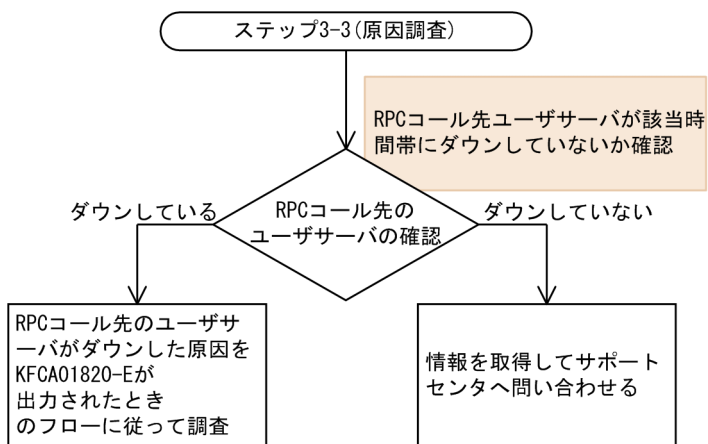 ステップ3-3(原因調査)
RPCコール先ユーザサーバが該当時
間帯にダウンしていないか確認
ダウンしている
RPCコール先の
ユーザサーバの確認
ダウンしていない
RPCコール先のユーザサ
ーバがダウンした原因を
KFCA01820-Eが
出力されたとき
のフローに従って調査
情報を取得してサポート
センタへ問い合わせる